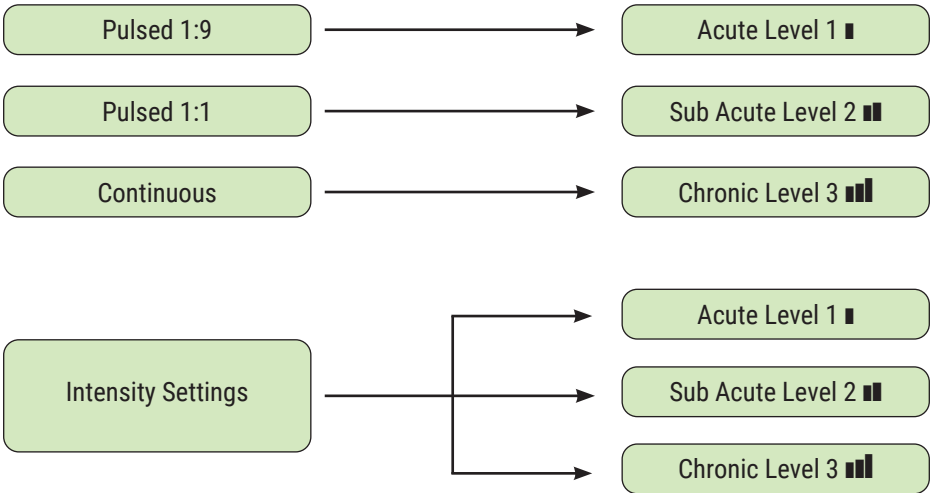 Pulsed 1:9
Acute Level 1
Pulsed 1:1
Sub Acute Level 2
Continuous
Chronic Level 3
Acute Level 1
Intensity Settings
Sub Acute Level 2
Chronic Level 3